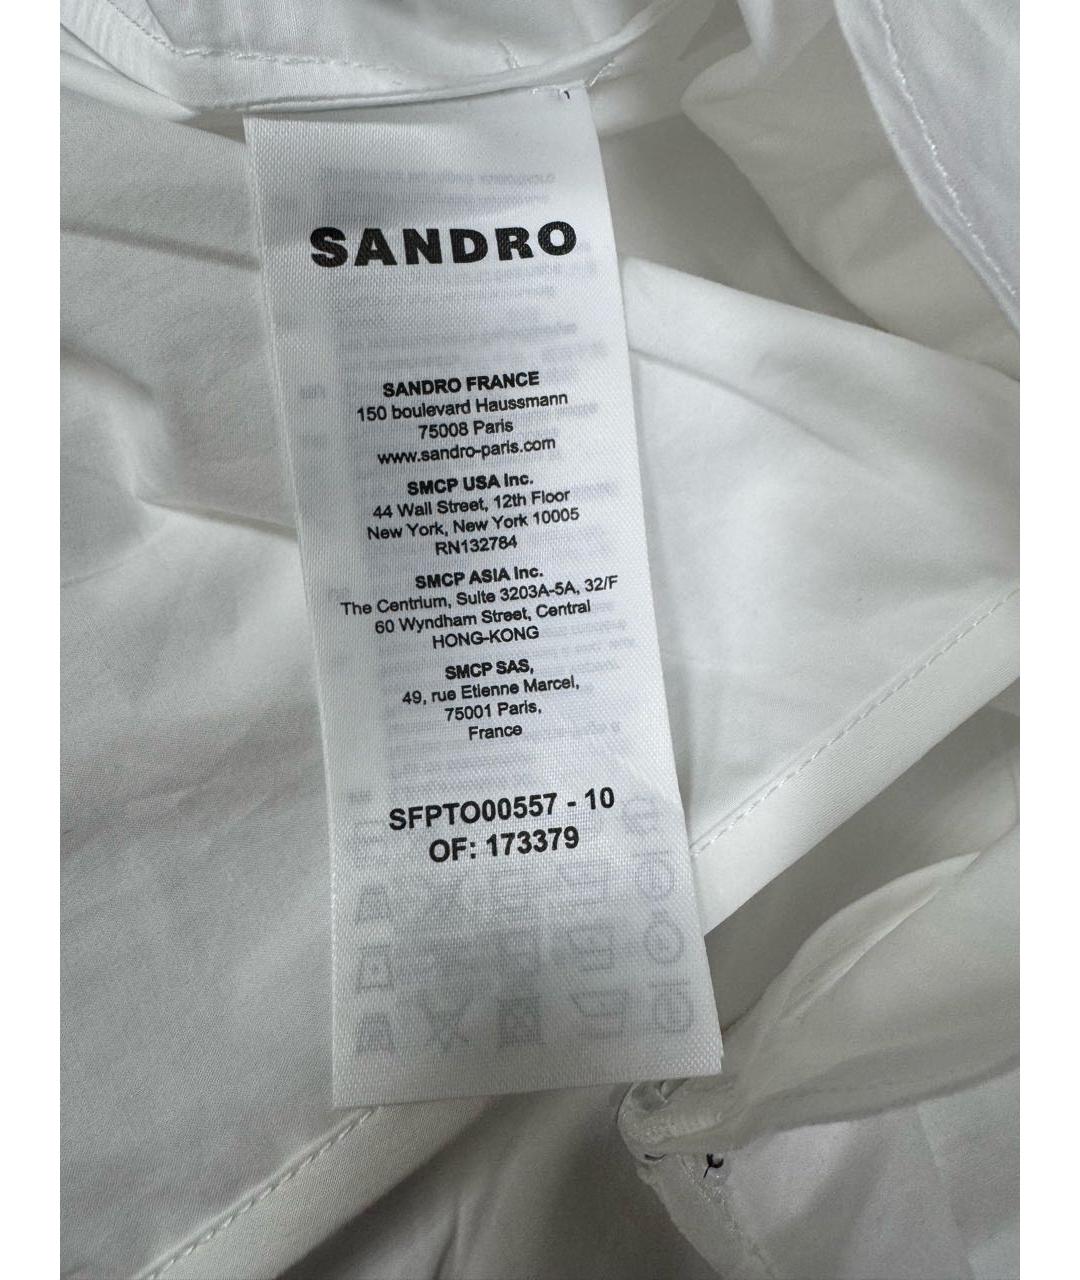 SANDRO
SANDRO FRANCE
150 boulevard Haussmann
75008 Paris
www.sandro-paris.com
SMCP USA Inc.
44 Wall Street, 12th Floor
New York, New York 10005
RN132784
SMCP ASIA Inc.
The Centrium, Suite 3203A-5A, 32/F
60 Wyndham Street, Central
HONG-KONG
SMCP SAS,
49, rue Etienne Marcel,
75001 Paris,
France
SFPTO00557 - 10
OF: 173379